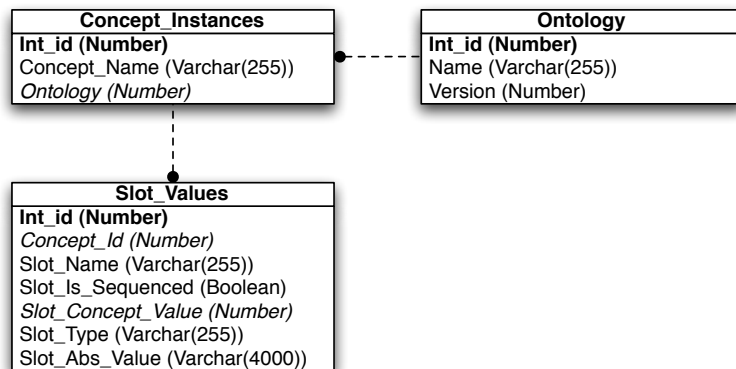 Concept_Instances
Int_id (Number)
Concept_Name (Varchar(255))
Ontology (Number)
Ontology
Int_id (Number)
Name (Varchar(255))
Version (Number)
Slot_Values
Int_id (Number)
Concept_Id (Number)
Slot_Name (Varchar(255))
Slot_Is_Sequenced (Boolean)
Slot_Concept_Value (Number)
Slot_Type (Varchar(255))
Slot_Abs_Value (Varchar(4000))